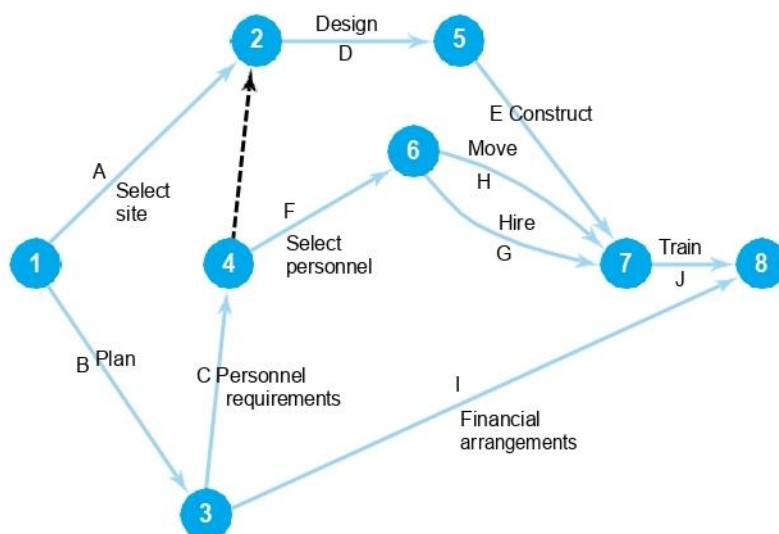 Design
2
5
D
E Construct
6
Move
H
A
Select
site
F
Select
personnel
Hire
G
1
4
7
Train
J
8
B Plan
C Personnel
requirements
I
Financial
arrangements
3